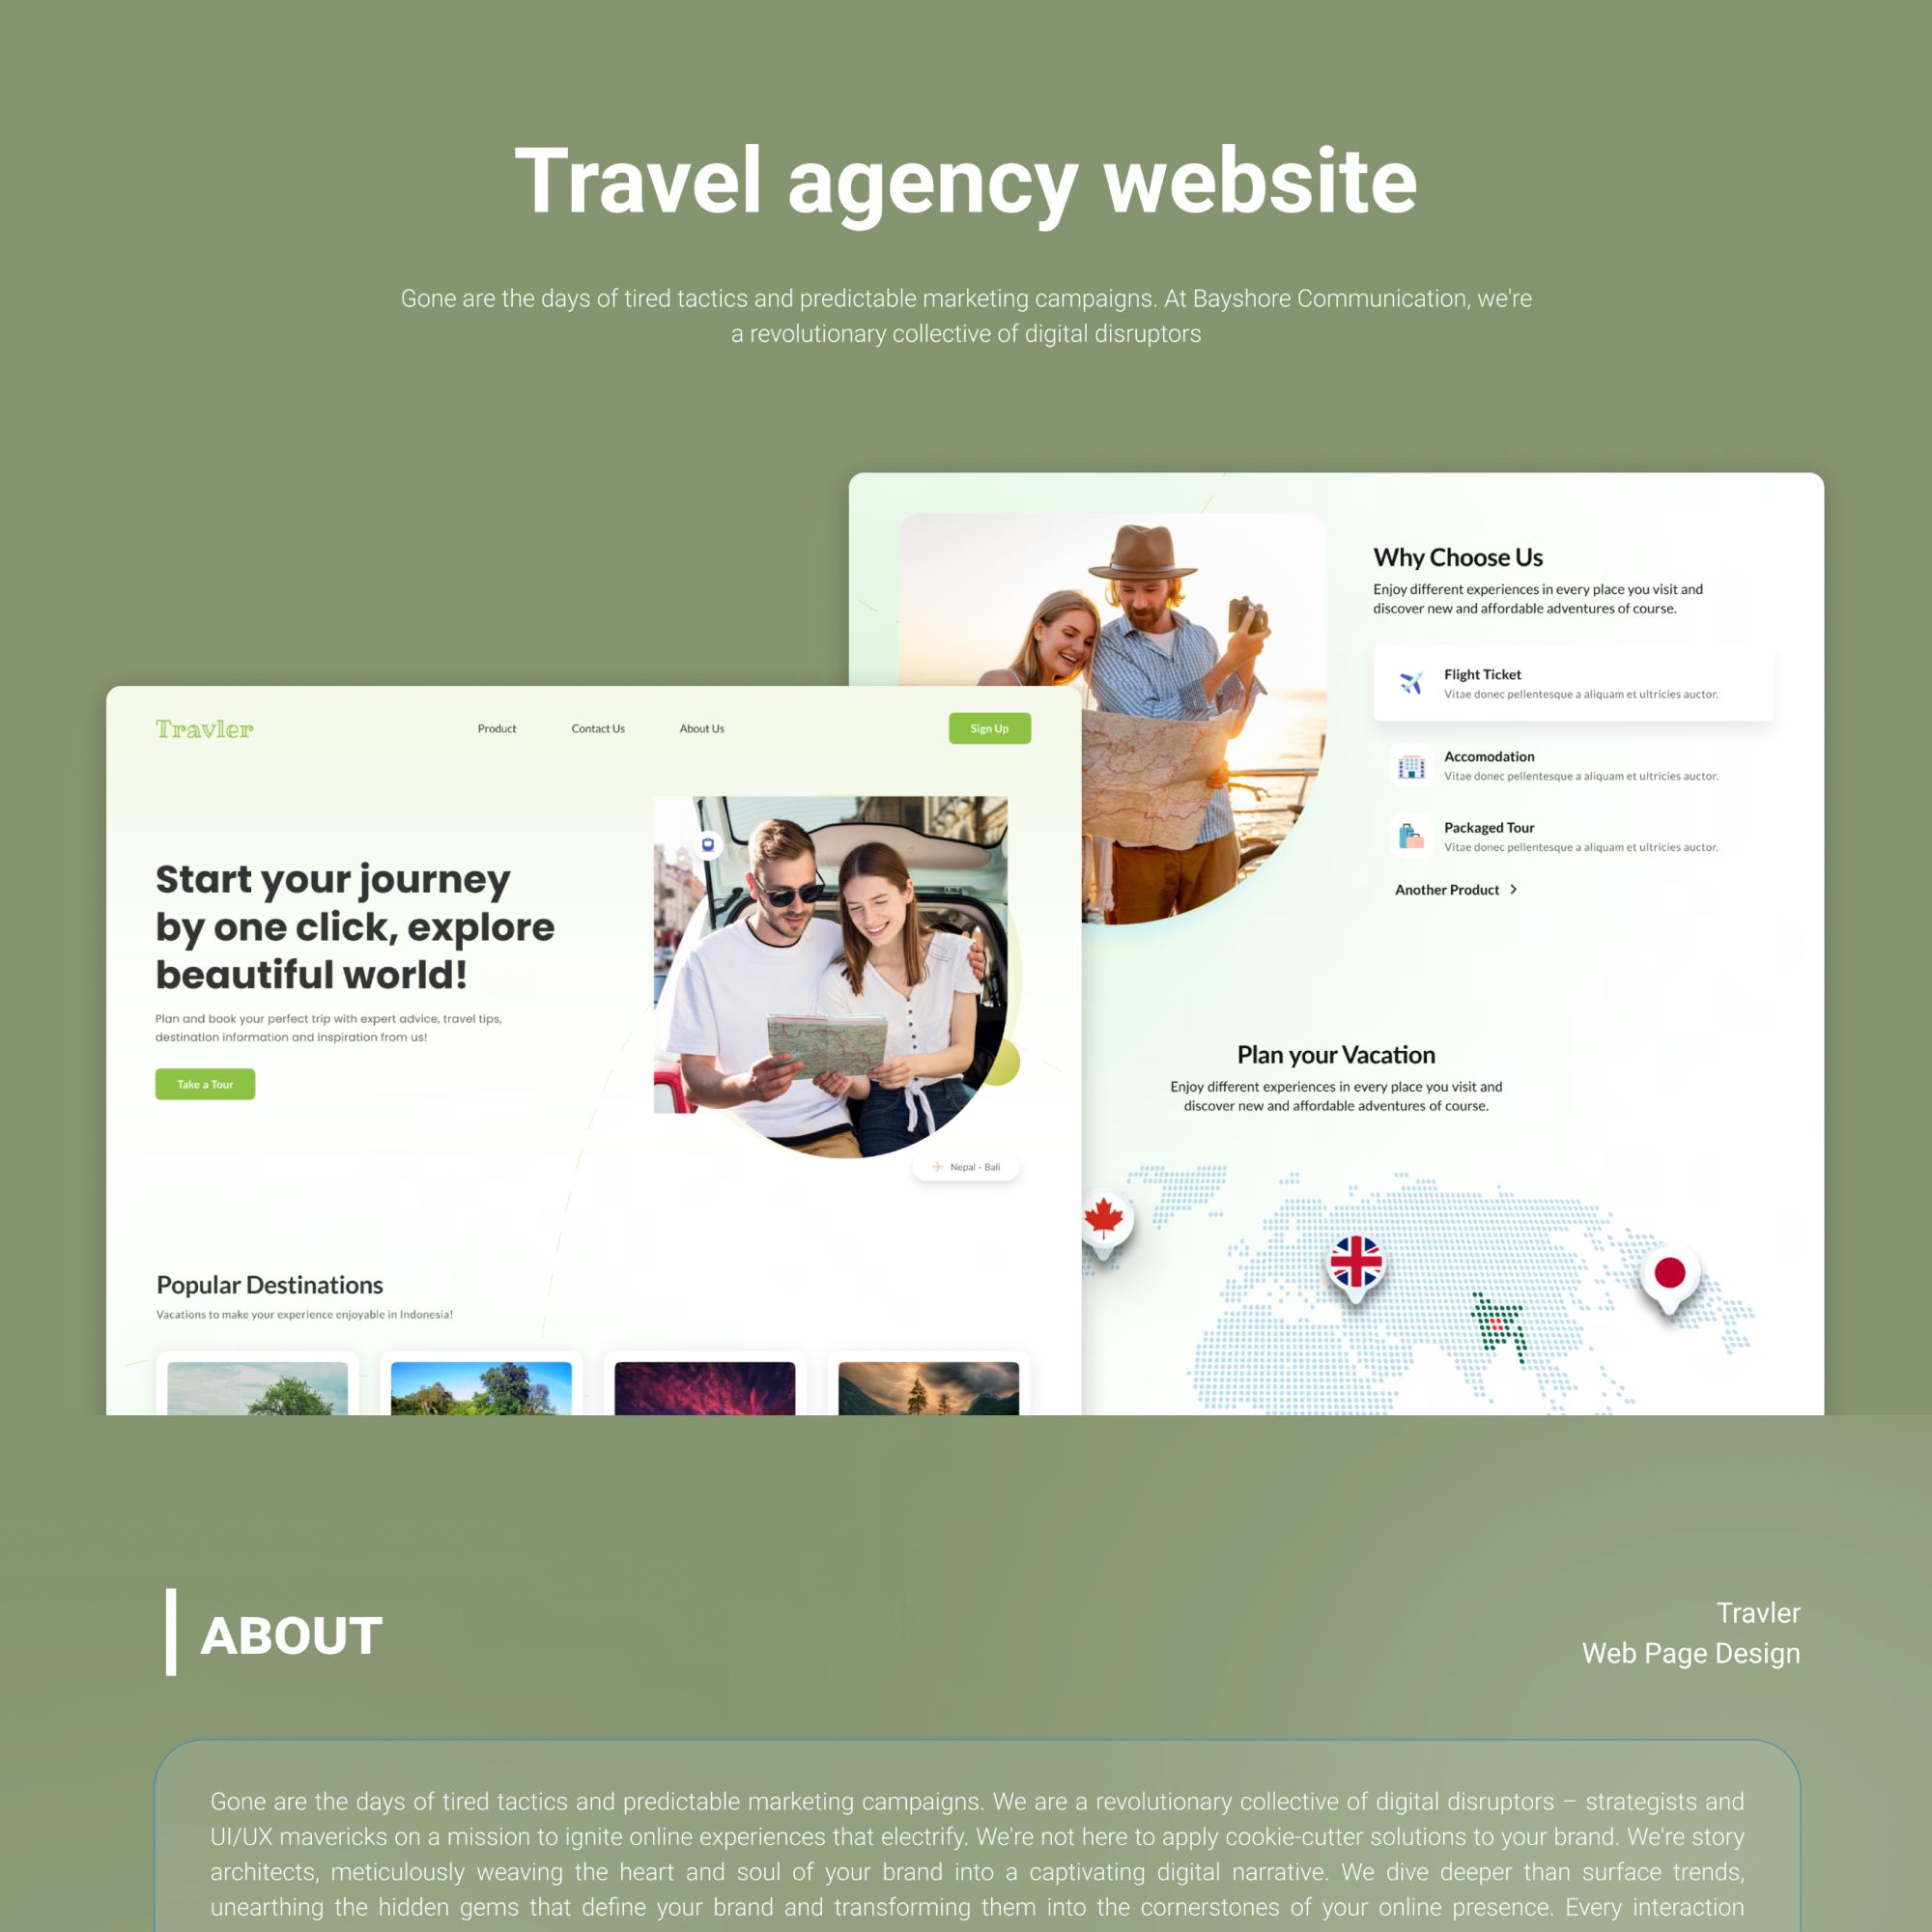 Travel agency website
Gone are the days of tired tactics and predictable marketing campaigns. At Bayshore Communication, we're
a revolutionary collective of digital disruptors
Why Choose Us
Enjoy different experiences in every place you visit and
discover new and affordable adventures of course.
Flight Ticket
Vitae donec pellentesque a aliquam et ultricies auctor.
Accomodation
Vitae donec pellentesque a aliquam et ultricies auctor.
Packaged Tour
Vitae donec pellentesque a aliquam et ultricies auctor.
Another Product
Plan your Vacation
Enjoy different experiences in every place you visit and
discover new and affordable adventures of course.
Travler
Product
Contact Us
About Us
Sign Up
Start your journey
by one click, explore
beautiful world!
Plan and book your perfect trip with expert advice, travel tips,
destination information and inspiration from us!
Take a Tour
Nepal - Bali
Popular Destinations
Vacations to make your experience enjoyable in Indonesia!
ABOUT
Travler
Web Page Design
Gone are the days of tired tactics and predictable marketing campaigns. We are a revolutionary collective of digital disruptors – strategists and
UI/UX mavericks on a mission to ignite online experiences that electrify. We're not here to apply cookie-cutter solutions to your brand. We're story
architects, meticulously weaving the heart and soul of your brand into a captivating digital narrative. We dive deeper than surface trends,
unearthing the hidden gems that define your brand and transforming them into the cornerstones of your online presence. Every interaction